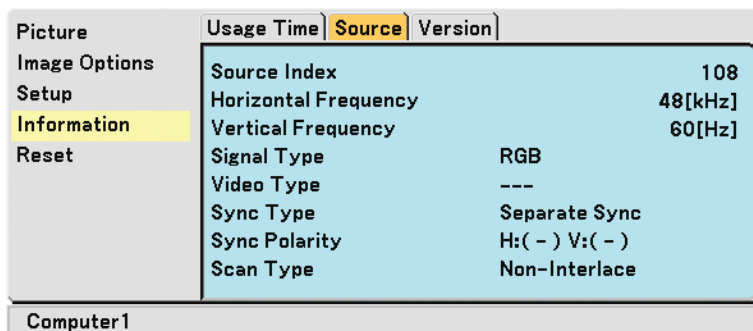 Picture
Image Options
Setup
Information
Reset
Usage Time Source Version
Source Index 108
Horizontal Frequency 48[kHz]
Vertical Frequency 60[Hz]
Signal Type RGB
Video Type ---
Sync Type Separate Sync
Sync Polarity H:( - ) V:( - )
Scan Type Non-Interlace
Computer1